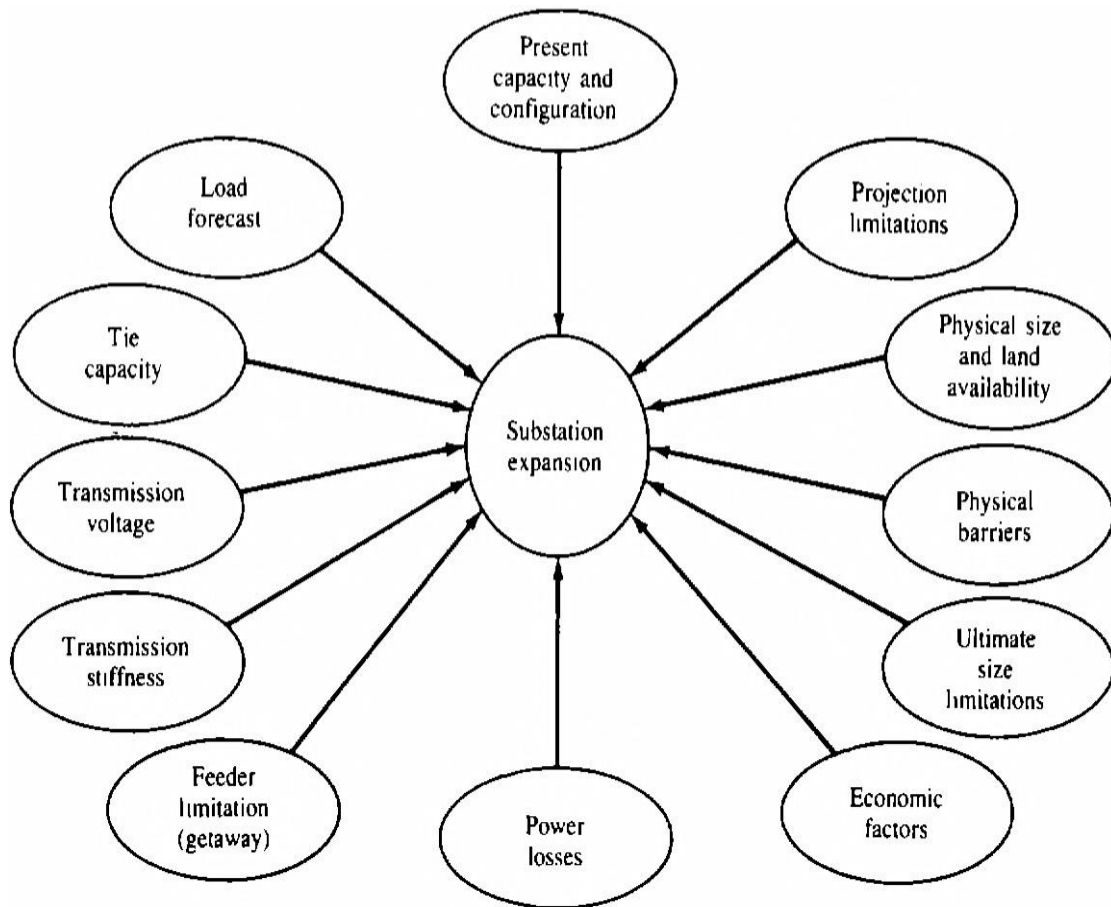 Present
capacity and
configuration
Load
forecast
Projection
limitations
Tie
capacity
Physical size
and land
availability
Substation
expansion
Transmission
voltage
Physical
barriers
Transmission
stiffness
Ultimate
size
limitations
Feeder
limitation
(getaway)
Power
losses
Economic
factors